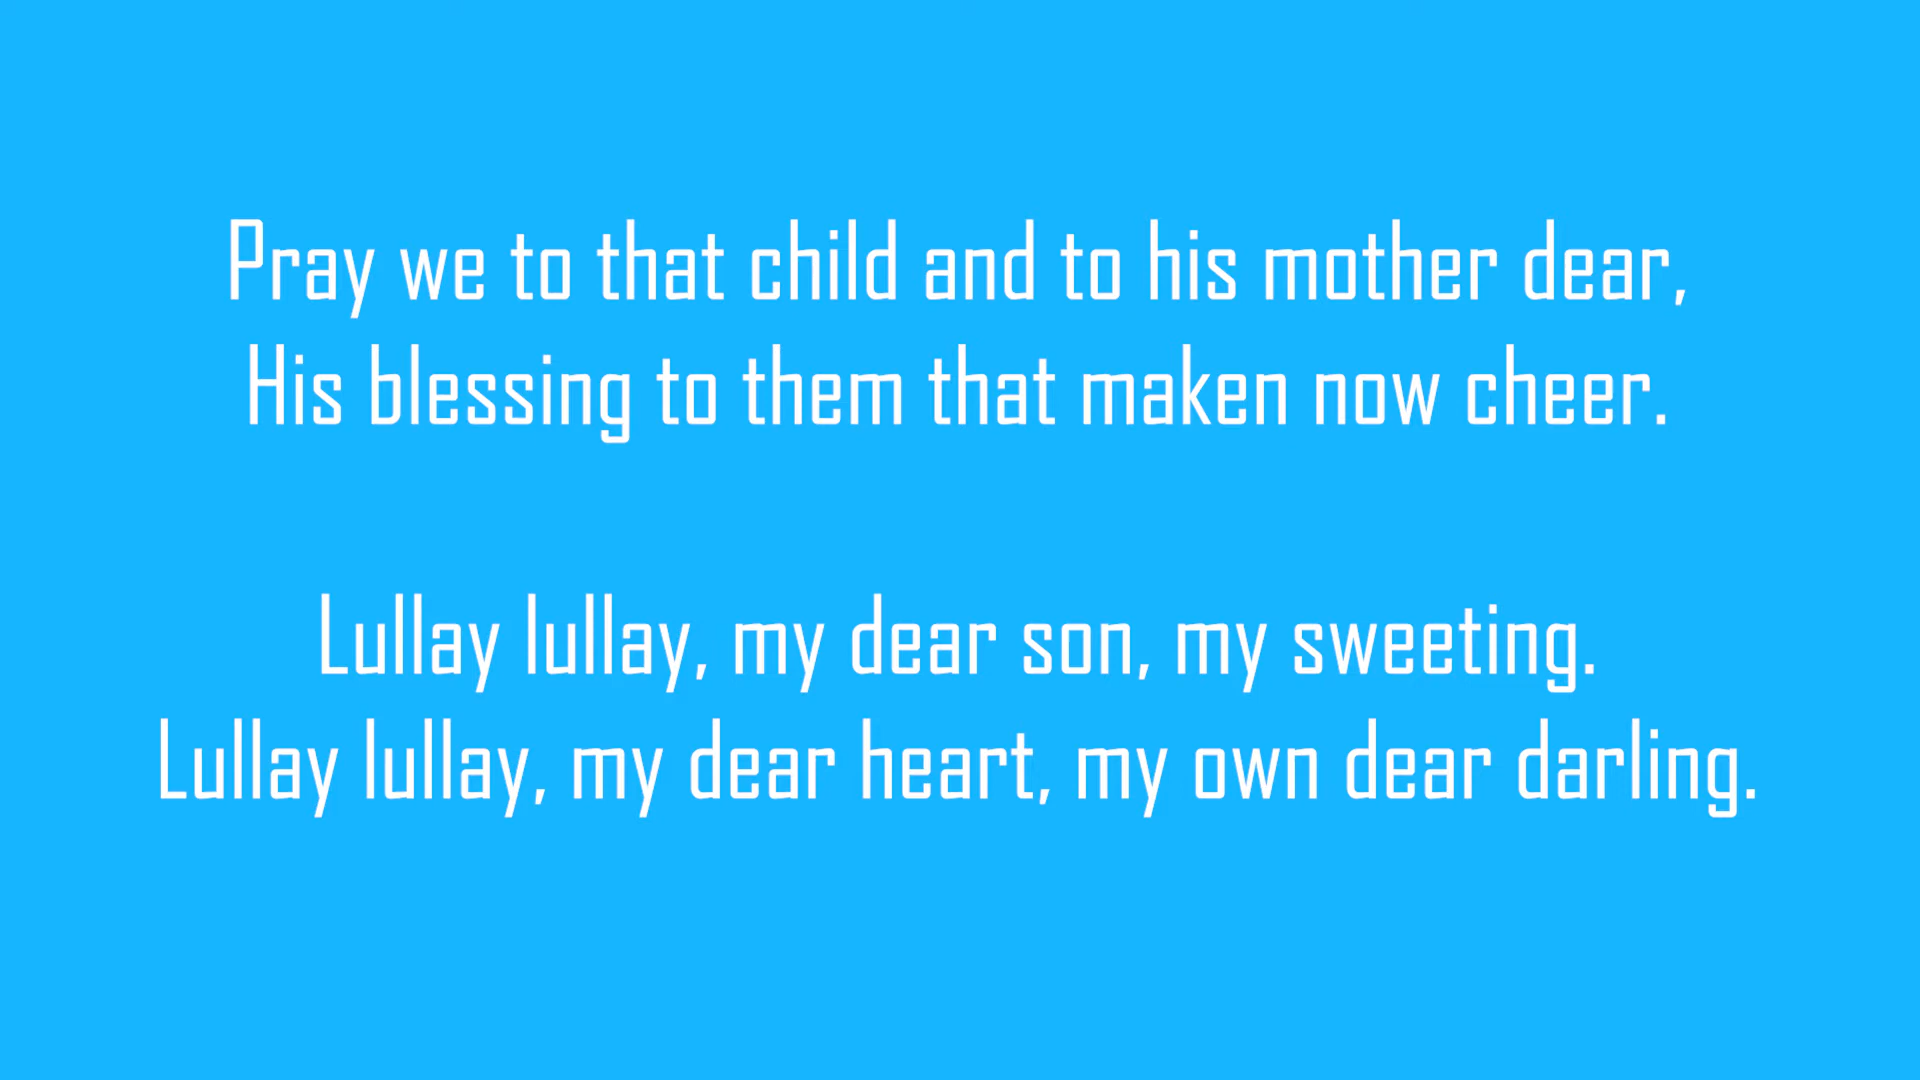 Pray we to that child and to his mother dear,
His blessing to them that maken now cheer.
Lullay lullay, my dear son, my sweeting.
Lullay lullay, my dear heart, my own dear darling.